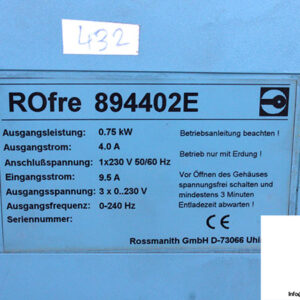 432
ROfre 894402E
Ausgangsleistung: 0.75 kW
Betriebsanleitung beachten !
Ausgangstrom: 4.0 A
Anschlußspannung: 1x230 V 50/60 Hz
Betrieb nur mit Erdung !
Eingangsstrom: 9.5 A
Ausgangsspannung: 3 x 0..230 V
Ausgangsfrequenz: 0-240 Hz
Seriennummer:
Vor Öffnen des Gehäuses
spannungsfrei schalten und
mindestens 3 Minuten
Entladezeit abwarten !
CE
Rossmanith GmbH D-73066 Uhi